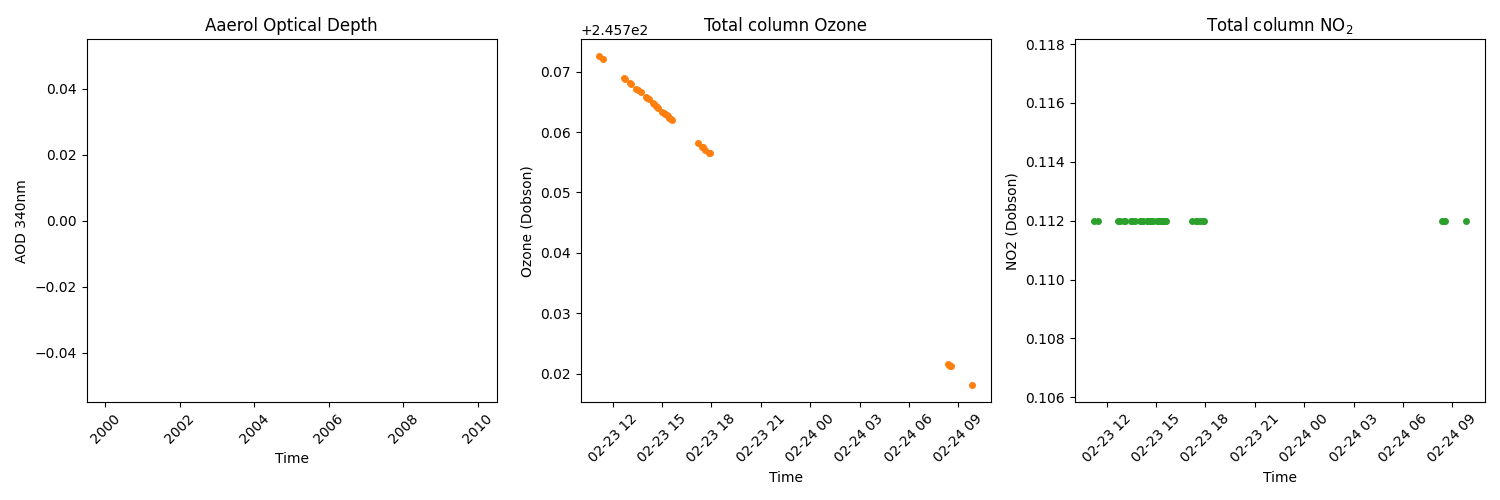 Aaerol Optical Depth
AOD 340nm
0.04
0.02
0.00
−0.02
−0.04
2000 2002 2004 2006 2008 2010
Time
Total column Ozone
+2.457e2
Ozone (Dobson)
0.07
0.06
0.05
0.04
0.03
0.02
02-23 12 02-23 15 02-23 18 02-23 21 02-24 00 02-24 03 02-24 06 02-24 09
Time
Total column NO₂
NO2 (Dobson)
0.118
0.116
0.114
0.112
0.110
0.108
0.106
02-23 12 02-23 15 02-23 18 02-23 21 02-24 00 02-24 03 02-24 06 02-24 09
Time